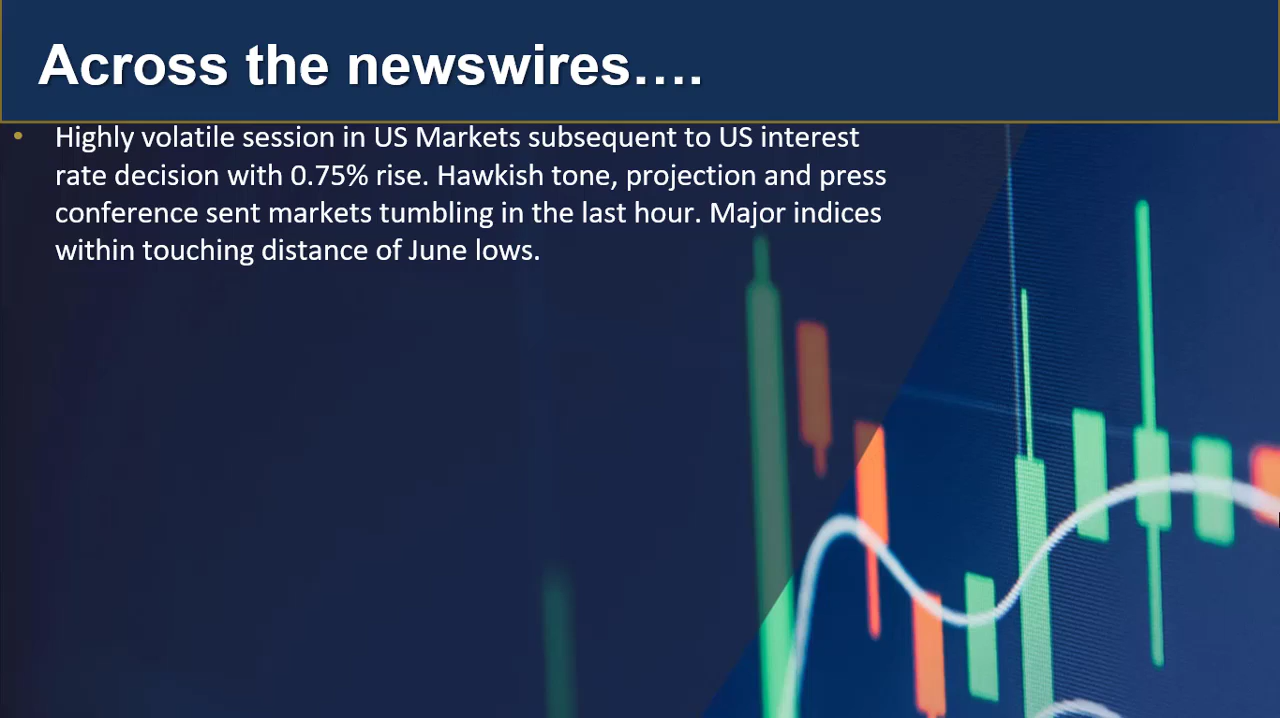 Across the newswires….
• Highly volatile session in US Markets subsequent to US interest
rate decision with 0.75% rise. Hawkish tone, projection and press
conference sent markets tumbling in the last hour. Major indices
within touching distance of June lows.